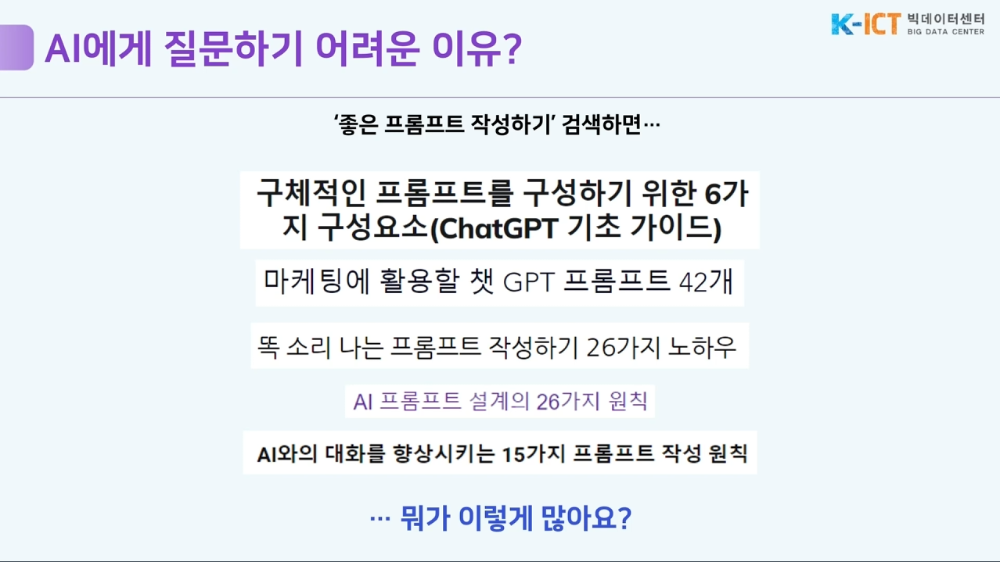 AI에게 질문하기 어려운 이유?
K-ICT 빅데이터센터
BIG DATA CENTER
‘좋은 프롬프트 작성하기’ 검색하면…
구체적인 프롬프트를 구성하기 위한 6가
지 구성요소(ChatGPT 기초 가이드)
마케팅에 활용할 챗 GPT 프롬프트 42개
똑 소리 나는 프롬프트 작성하기 26가지 노하우
AI 프롬프트 설계의 26가지 원칙
AI와의 대화를 향상시키는 15가지 프롬프트 작성 원칙
… 뭐가 이렇게 많아요?